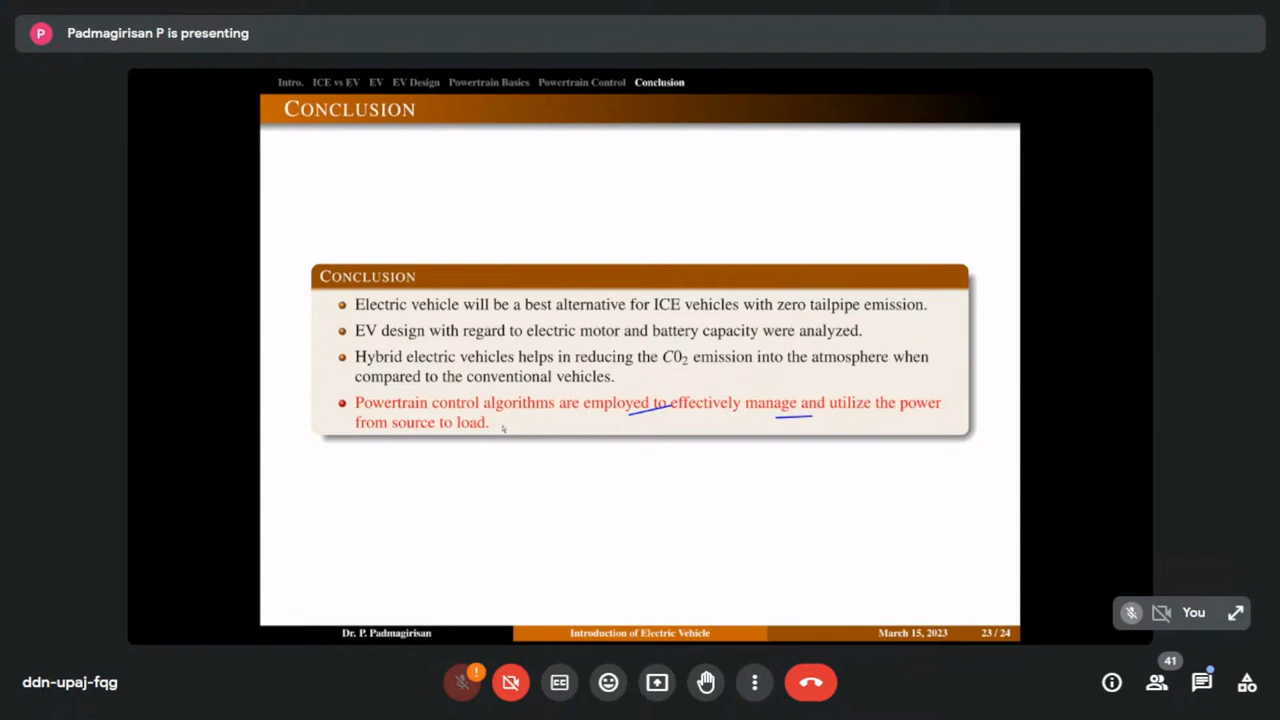 P Padmagirisan P is presenting
Intro. ICE vs EV EV EV Design Powertrain Basics Powertrain Control Conclusion
CONCLUSION
CONCLUSION
Electric vehicle will be a best alternative for ICE vehicles with zero tailpipe emission.
EV design with regard to electric motor and battery capacity were analyzed.
Hybrid electric vehicles helps in reducing the C0₂ emission into the atmosphere when
compared to the conventional vehicles.
Powertrain control algorithms are employed to effectively manage and utilize the power
from source to load.
Dr. P. Padmagirisan Introduction of Electric Vehicle March 15, 2023 23 / 24
You
ddn-upaj-fqg
!
CC
41